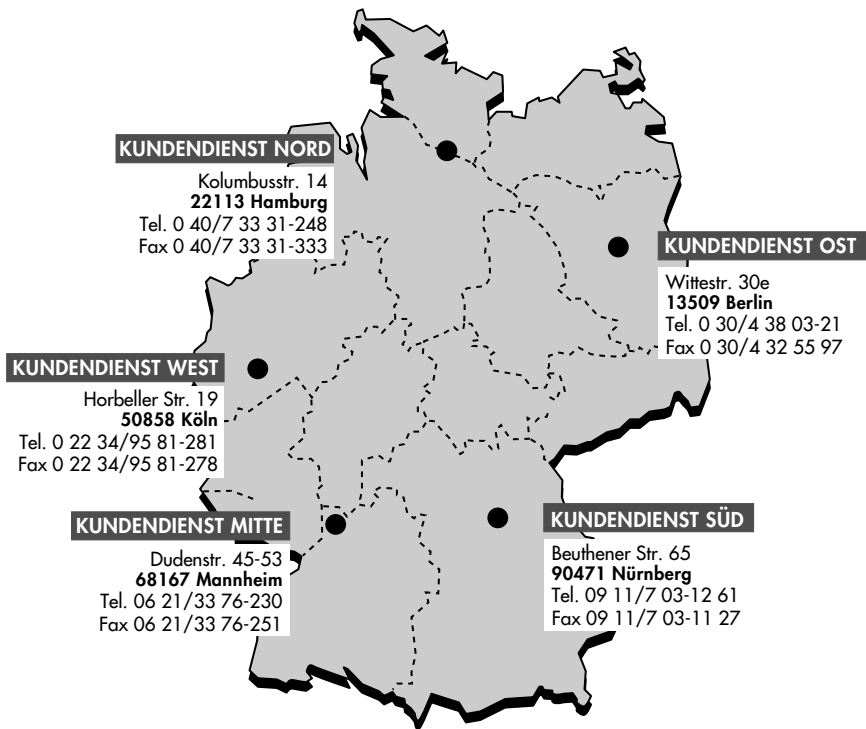 KUNDENDIENST NORD
Kolumbusstr. 14
22113 Hamburg
Tel. 0 40/7 33 31-248
Fax 0 40/7 33 31-333
KUNDENDIENST OST
Wittestr. 30e
13509 Berlin
Tel. 0 30/4 38 03-21
Fax 0 30/4 32 55 97
KUNDENDIENST WEST
Horbeller Str. 19
50858 Köln
Tel. 0 22 34/95 81-281
Fax 0 22 34/95 81-278
KUNDENDIENST MITTE
Dudenstr. 45-53
68167 Mannheim
Tel. 06 21/33 76-230
Fax 06 21/33 76-251
KUNDENDIENST SÜD
Beuthener Str. 65
90471 Nürnberg
Tel. 09 11/7 03-12 61
Fax 09 11/7 03-11 27